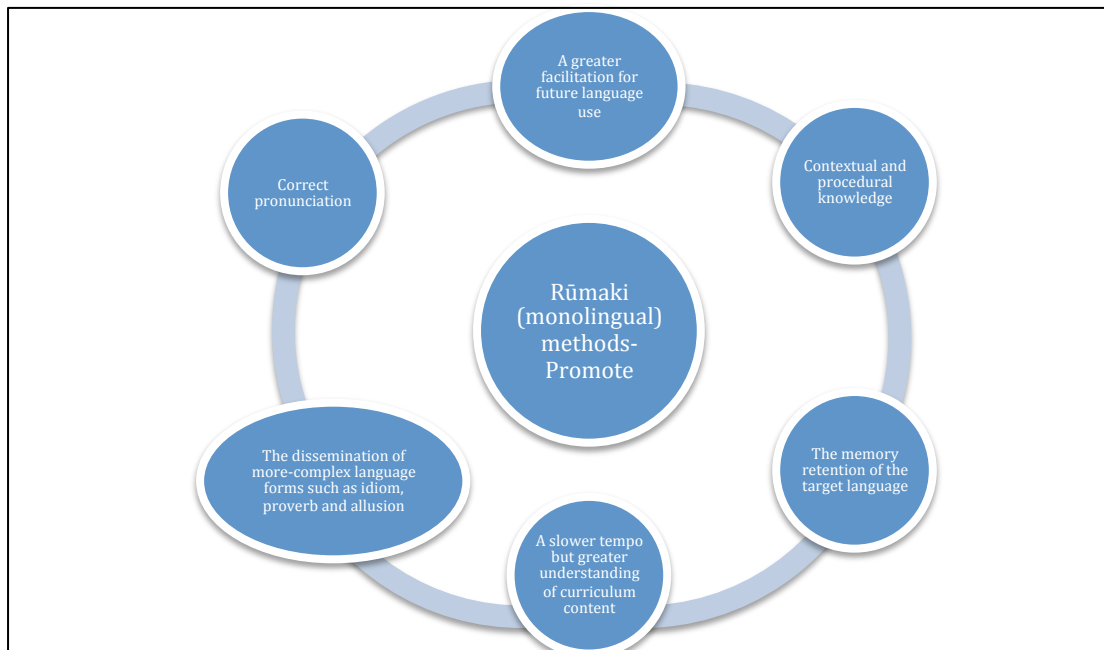 A greater
facilitation for
future language
use
Contextual and
procedural
knowledge
Correct
pronunciation
Rūmaki
(monolingual)
methods-
Promote
The memory
retention of the
target language
The dissemination of
more-complex language
forms such as idiom,
proverb and allusion
A slower tempo
but greater
understanding
of curriculum
content